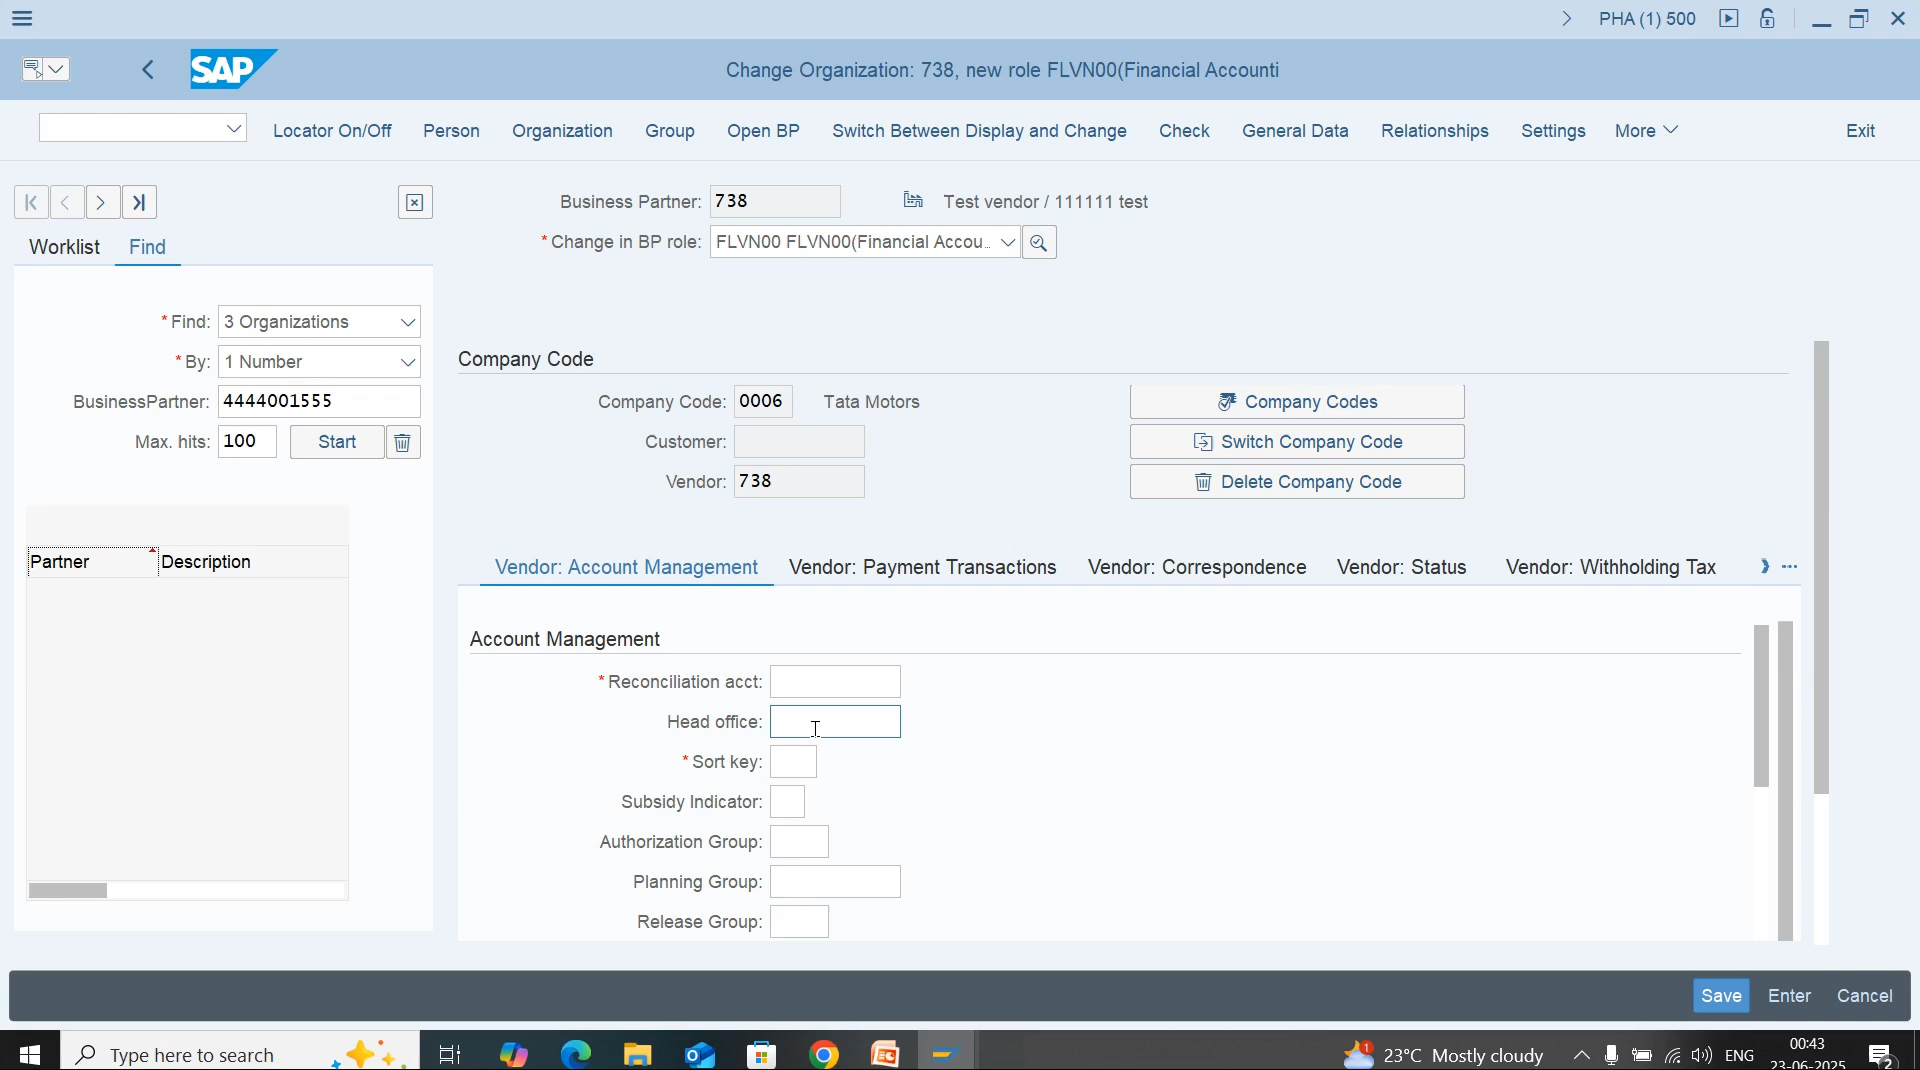 PHA (1) 500
SAP
Change Organization: 738, new role FLVN00(Financial Accounti
Locator On/Off Person Organization Group Open BP Switch Between Display and Change Check General Data Relationships Settings More Exit
Business Partner: 738 Test vendor / 111111 test
* Change in BP role: FLVN00 FLVN00(Financial Accou..
Worklist Find
* Find: 3 Organizations
* By: 1 Number
BusinessPartner: 4444001555
Max. hits: 100 Start
Partner Description
Company Code
Company Code: 0006 Tata Motors Company Codes
Customer: Switch Company Code
Vendor: 738 Delete Company Code
Vendor: Account Management Vendor: Payment Transactions Vendor: Correspondence Vendor: Status Vendor: Withholding Tax
Account Management
* Reconciliation acct:
Head office:
* Sort key:
Subsidy Indicator:
Authorization Group:
Planning Group:
Release Group:
Save Enter Cancel
Type here to search
23°C Mostly cloudy
ENG
00:43
23-06-2025
2